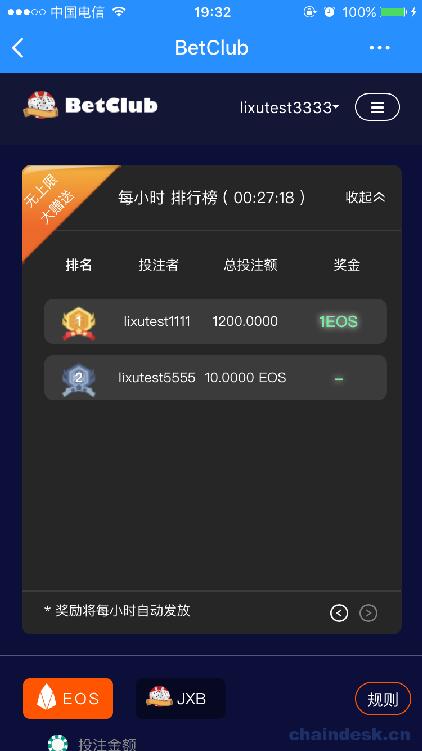 中国电信 19:32 100%
BetClub
BetClub lixutest3333
无上限
大赠送
每小时 排行榜 ( 00:27:18 ) 收起
排名 投注者 总投注额 奖金
1 lixutest1111 1200.0000 1EOS
2 lixutest5555 10.0000 EOS –
* 奖励将每小时自动发放
EOS JXB 规则
投注金额
chaindesk.cn